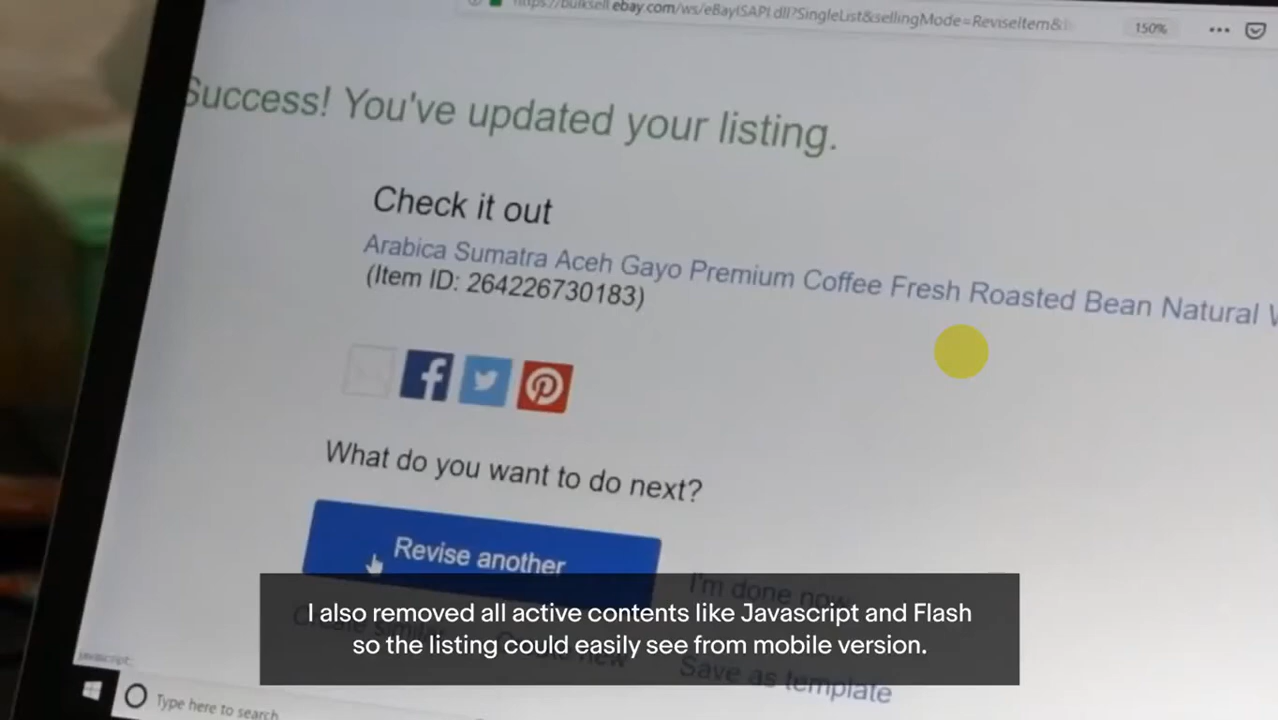 https://bulksell.ebay.com/ws/eBayISAPI.dll?SingleList&sellingMode=ReviseItem&
150%
Success! You've updated your listing.
Check it out
Arabica Sumatra Aceh Gayo Premium Coffee Fresh Roasted Bean Natural
(Item ID: 264226730183)
What do you want to do next?
Revise another
I'm done now
I also removed all active contents like Javascript and Flash
so the listing could easily see from mobile version.
Save as template
Type here to search